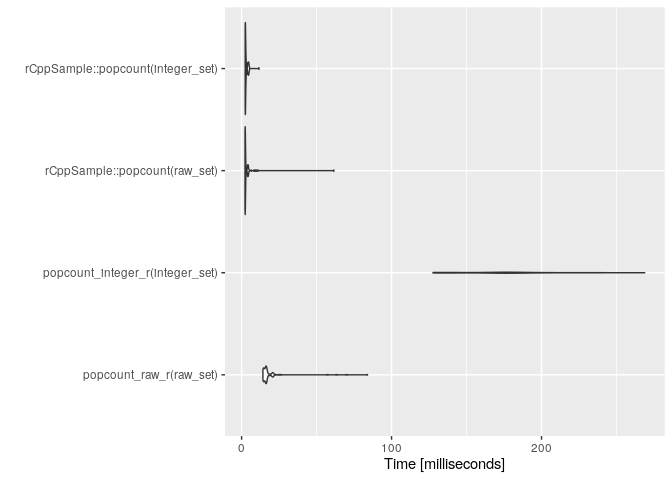 rCppSample::popcount(integer_set)
rCppSample::popcount(raw_set)
popcount_integer_r(integer_set)
popcount_raw_r(raw_set)
0 100 200
Time [milliseconds]